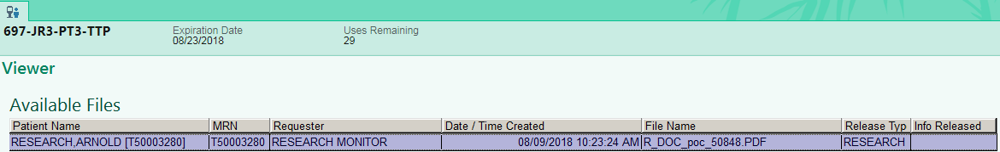 697-JR3-PT3-TTP
Expiration Date
08/23/2018
Uses Remaining
29
Viewer
Available Files
Patient Name MRN Requester Date / Time Created File Name Release Typ Info Released
RESEARCH,ARNOLD [T50003280] T50003280 RESEARCH MONITOR 08/09/2018 10:23:24 AM R_DOC_poc_50848.PDF RESEARCH